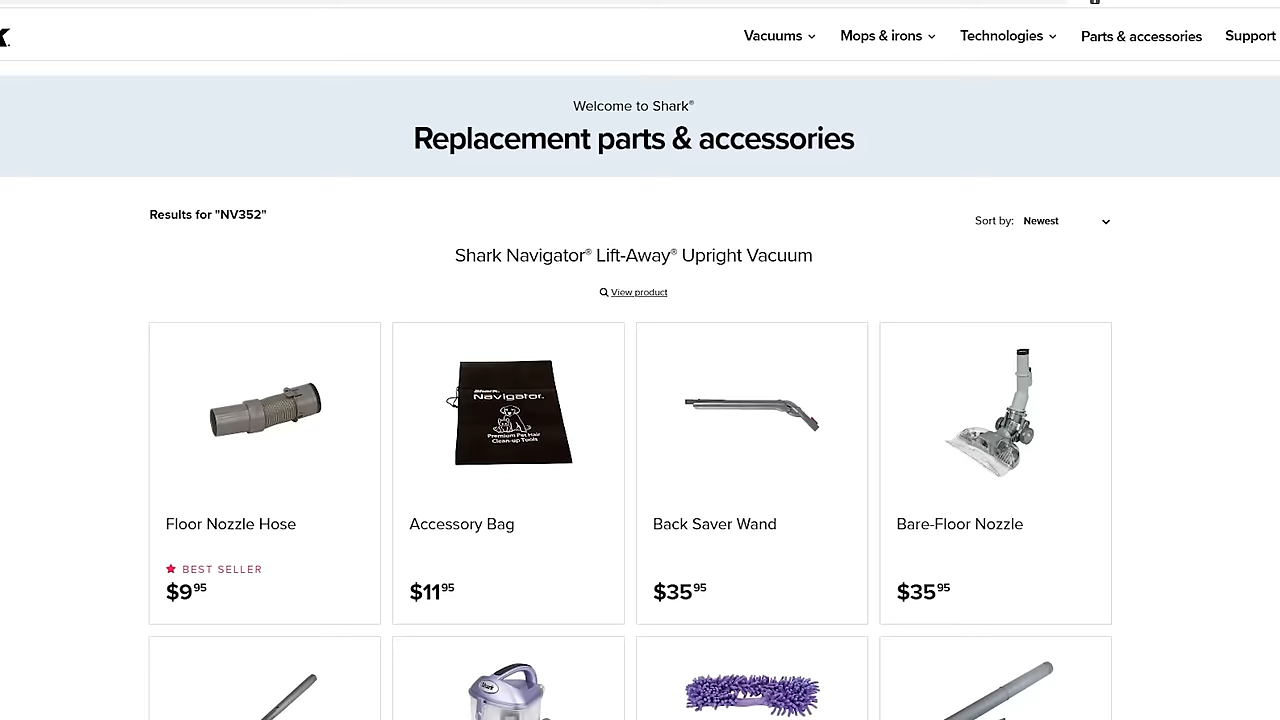 Vacuums Mops & irons Technologies Parts & accessories Support
Welcome to Shark®
Replacement parts & accessories
Results for "NV352"
Sort by: Newest
Shark Navigator® Lift-Away® Upright Vacuum
View product
Shark
Navigator.
Premium Pet Hair
Clean-up Tools
Floor Nozzle Hose
Accessory Bag
Back Saver Wand
Bare-Floor Nozzle
★ BEST SELLER
$9.95
$11.95
$35.95
$35.95
Shark